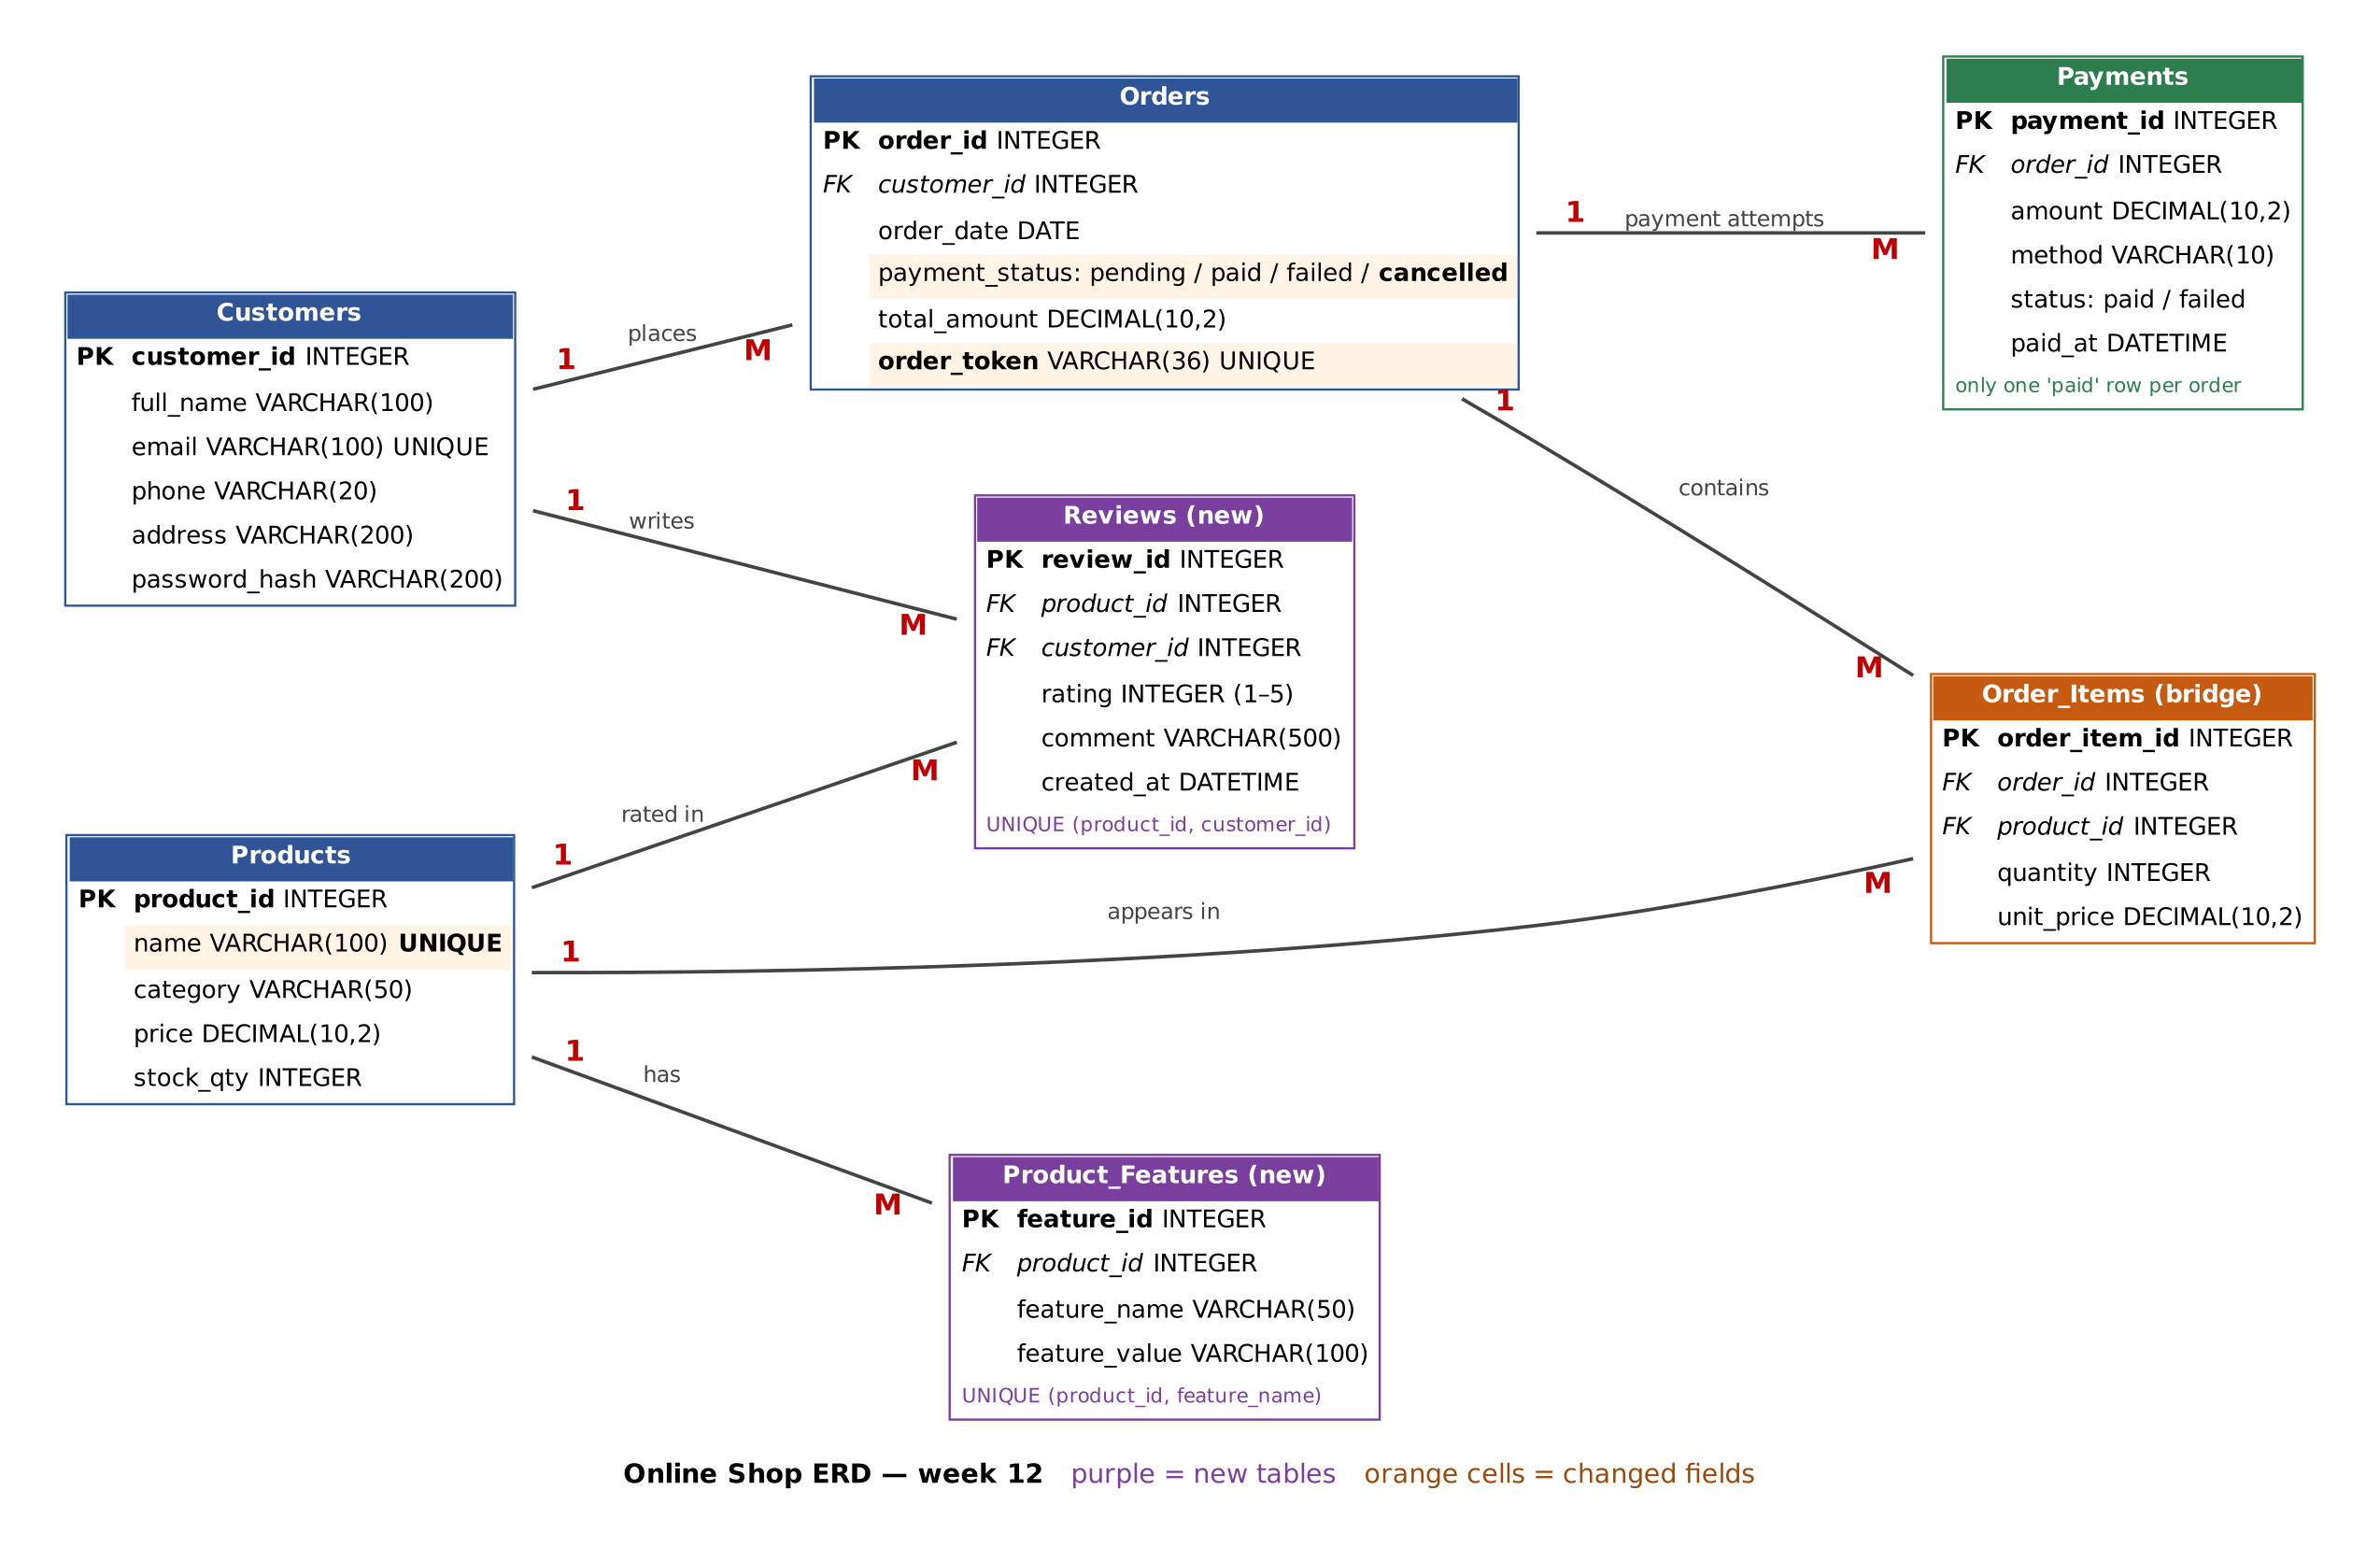 Orders
PK order_id INTEGER
FK customer_id INTEGER
order_date DATE
payment_status: pending / paid / failed / cancelled
total_amount DECIMAL(10,2)
order_token VARCHAR(36) UNIQUE
Payments
PK payment_id INTEGER
FK order_id INTEGER
amount DECIMAL(10,2)
method VARCHAR(10)
status: paid / failed
paid_at DATETIME
only one 'paid' row per order
1
payment attempts
M
Customers
PK customer_id INTEGER
full_name VARCHAR(100)
email VARCHAR(100) UNIQUE
phone VARCHAR(20)
address VARCHAR(200)
password_hash VARCHAR(200)
1
places
M
1
contains
M
1
writes
M
Reviews (new)
PK review_id INTEGER
FK product_id INTEGER
FK customer_id INTEGER
rating INTEGER (1–5)
comment VARCHAR(500)
created_at DATETIME
UNIQUE (product_id, customer_id)
Order_Items (bridge)
PK order_item_id INTEGER
FK order_id INTEGER
FK product_id INTEGER
quantity INTEGER
unit_price DECIMAL(10,2)
M
rated in
1
Products
PK product_id INTEGER
name VARCHAR(100) UNIQUE
category VARCHAR(50)
price DECIMAL(10,2)
stock_qty INTEGER
1
appears in
M
1
has
M
Product_Features (new)
PK feature_id INTEGER
FK product_id INTEGER
feature_name VARCHAR(50)
feature_value VARCHAR(100)
UNIQUE (product_id, feature_name)
Online Shop ERD — week 12 purple = new tables orange cells = changed fields